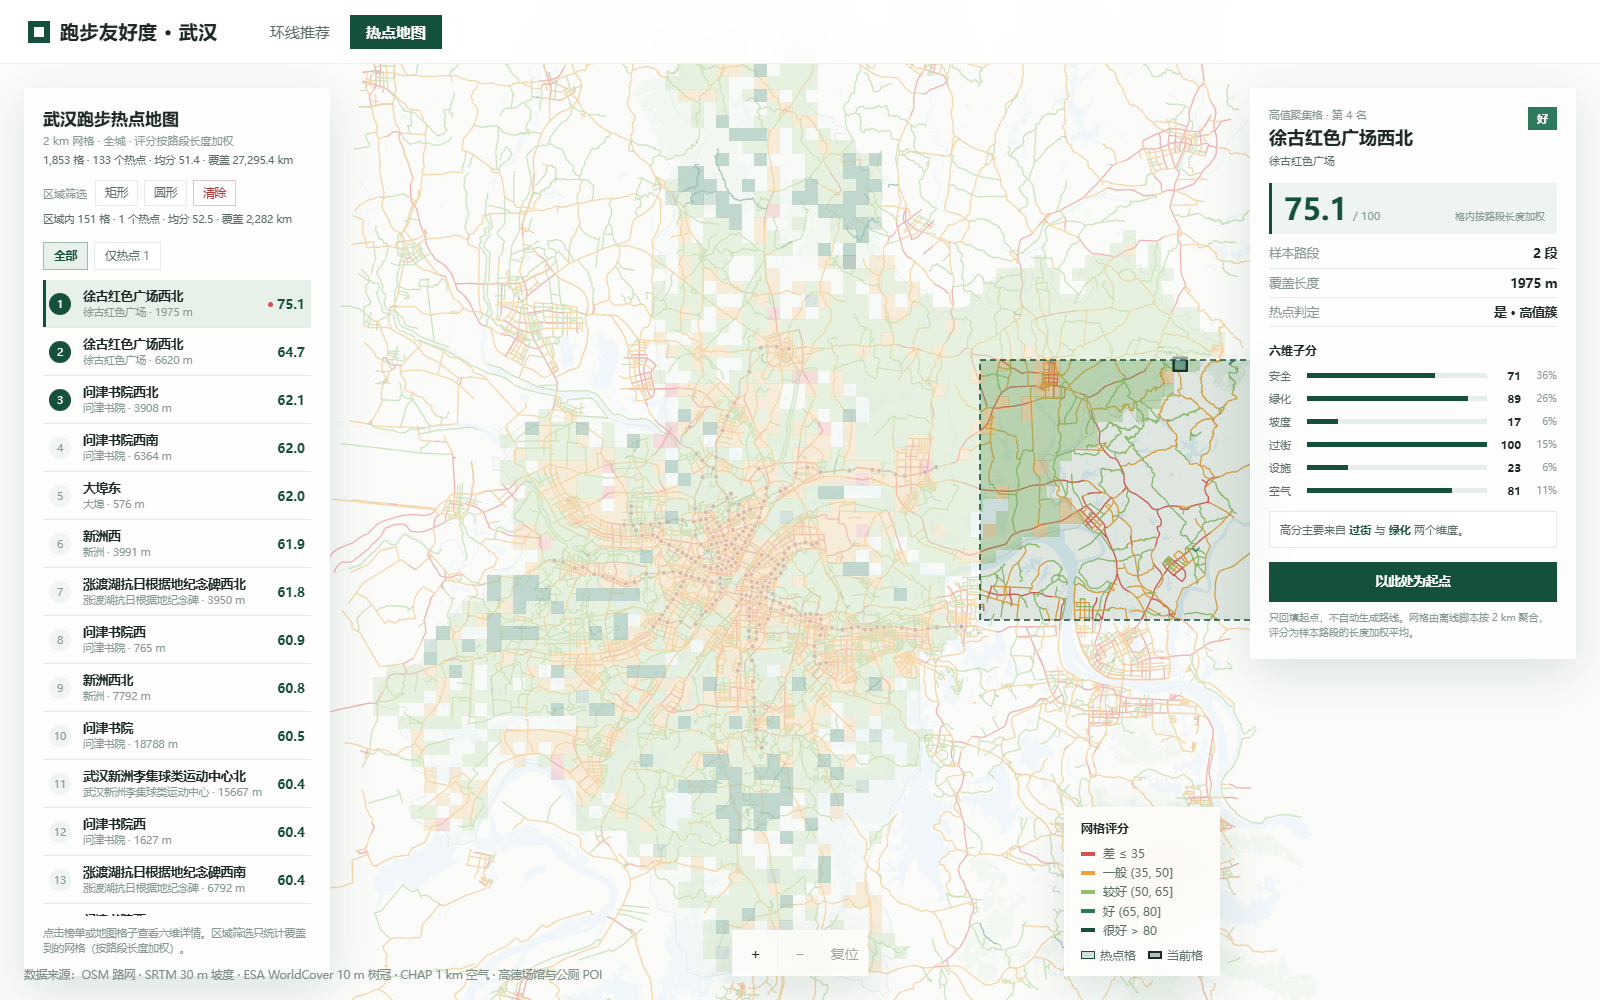 跑步友好度 • 武汉
环线推荐
热点地图
武汉跑步热点地图
2 km 网格 · 全城 · 评分按路段长度加权
1,853 格 · 133 个热点 · 均分 51.4 · 覆盖 27,295.4 km
区域筛选 矩形 圆形 清除
区域内 151 格 · 1 个热点 · 均分 52.5 · 覆盖 2,282 km
全部 仅热点 1
1 徐古红色广场西北 75.1
徐古红色广场 · 1975 m
2 徐古红色广场西北 64.7
徐古红色广场 · 6620 m
3 问津书院西北 62.1
问津书院 · 3908 m
4 问津书院西南 62.0
问津书院 · 6364 m
5 大埠东 62.0
大埠 · 576 m
6 新洲西 61.9
新洲 · 3991 m
7 涨渡湖抗日根据地纪念碑西北 61.8
涨渡湖抗日根据地纪念碑 · 3950 m
8 问津书院西 60.9
问津书院 · 765 m
9 新洲西北 60.8
新洲 · 7792 m
10 问津书院 60.5
问津书院 · 18788 m
11 武汉新洲李集球类运动中心北 60.4
武汉新洲李集球类运动中心 · 15667 m
12 问津书院西 60.4
问津书院 · 1627 m
13 涨渡湖抗日根据地纪念碑西南 60.4
涨渡湖抗日根据地纪念碑 · 6792 m
点击榜单或地图格子查看六维详情。区域筛选只统计覆盖
到的网格（按路段长度加权）。
数据来源：OSM 路网 · SRTM 30 m 坡度 · ESA WorldCover 10 m 树冠 · CHAP 1 km 空气 · 高德场馆与公厕 POI
+ − 复位
网格评分
差 ≤ 35
一般 (35, 50]
较好 (50, 65]
好 (65, 80]
很好 > 80
热点格 当前格
高值聚集格 · 第 4 名
好
徐古红色广场西北
徐古红色广场
75.1 / 100 格内按路段长度加权
样本路段 2 段
覆盖长度 1975 m
热点判定 是 • 高值簇
六维子分
安全 71 36%
绿化 89 26%
坡度 17 6%
过街 100 15%
设施 23 6%
空气 81 11%
高分主要来自 过街 与 绿化 两个维度。
以此处为起点
只回填起点，不自动生成路线。网格由离线脚本按 2 km 聚合，
评分为样本路段的长度加权平均。